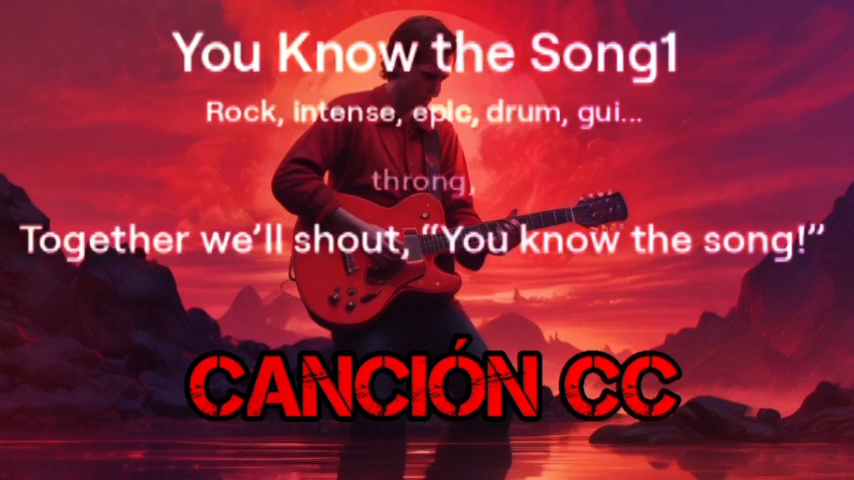 You Know the Song1
Rock, intense, epic, drum, gui...
throng,
Together we’ll shout, “You know the song!”
CANCIÓN CC